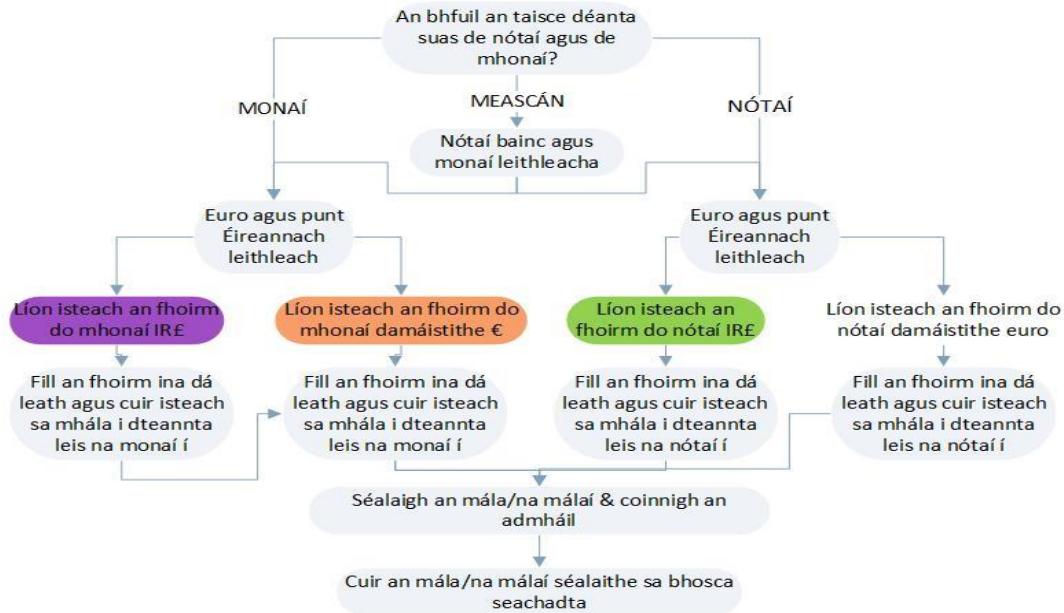 An bhfuil an taisce déanta
suas de nótaí agus de
mhonaí?
MONAÍ
MEASCÁN
NÓTAÍ
Nótaí bainc agus
monaí leithleacha
Euro agus punt
Éireannach
leithleach
Euro agus punt
Éireannach
leithleach
Líon isteach an fhoirm
do mhonaí IR£
Líon isteach an fhoirm do
mhonaí damáistithe €
Líon isteach an
fhoirm do nótaí IR£
Líon isteach an fhoirm do
nótaí damáistithe euro
Fill an fhoirm ina dá
leath agus cuir isteach
sa mhála i dteannta
leis na monaí í
Fill an fhoirm ina dá
leath agus cuir isteach
sa mhála i dteannta
leis na monaí í
Fill an fhoirm ina dá
leath agus cuir isteach
sa mhála i dteannta
leis na nótaí í
Fill an fhoirm ina dá
leath agus cuir isteach
sa mhála i dteannta
leis na nótaí í
Séalaigh an mála/na málaí & coinnigh an
admháil
Cuir an mála/na málaí séalaithe sa bhosca
seachadta